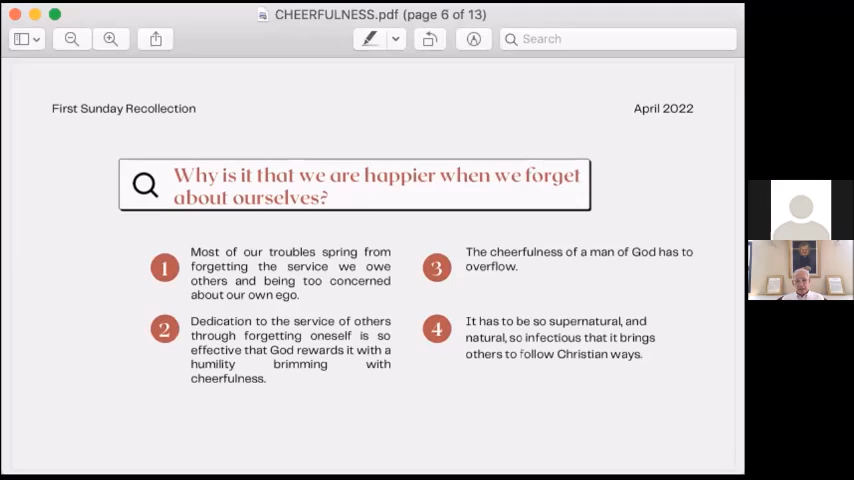 CHEERFULNESS.pdf (page 6 of 13)
Search
First Sunday Recollection
April 2022
Why is it that we are happier when we forget
about ourselves?
1
Most of our troubles spring from
forgetting the service we owe
others and being too concerned
about our own ego.
2
Dedication to the service of others
through forgetting oneself is so
effective that God rewards it with a
humility brimming with
cheerfulness.
3
The cheerfulness of a man of God has to
overflow.
4
It has to be so supernatural, and
natural, so infectious that it brings
others to follow Christian ways.